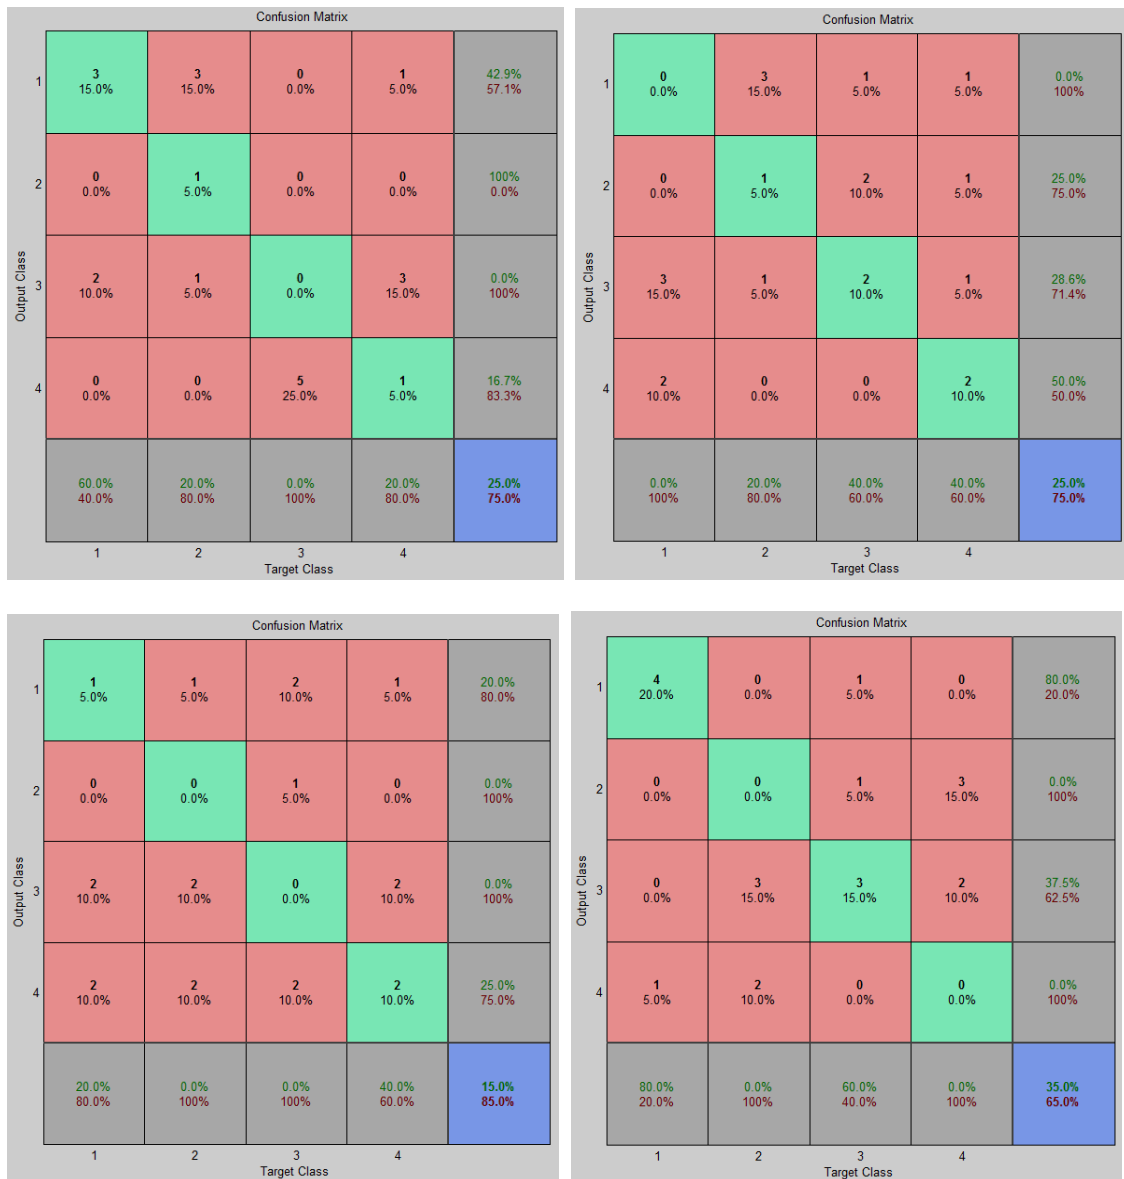 Confusion Matrix
1
3 3 0 1 42.9%
15.0% 15.0% 0.0% 5.0% 57.1%
2
0 1 0 0 100%
0.0% 5.0% 0.0% 0.0% 0.0%
3
2 1 0 3 0.0%
10.0% 5.0% 0.0% 15.0% 100%
4
0 0 5 1 16.7%
0.0% 0.0% 25.0% 5.0% 83.3%
60.0% 20.0% 0.0% 20.0% 25.0%
40.0% 80.0% 100% 80.0% 75.0%
1 2 3 4
Target Class
Output Class
Confusion Matrix
1
0 3 1 1 0.0%
0.0% 15.0% 5.0% 5.0% 100%
2
0 1 2 1 25.0%
0.0% 5.0% 10.0% 5.0% 75.0%
3
3 1 2 1 28.6%
15.0% 5.0% 10.0% 5.0% 71.4%
4
2 0 0 2 50.0%
10.0% 0.0% 0.0% 10.0% 50.0%
0.0% 20.0% 40.0% 40.0% 25.0%
100% 80.0% 60.0% 60.0% 75.0%
1 2 3 4
Target Class
Output Class
Confusion Matrix
1
1 1 2 1 20.0%
5.0% 5.0% 10.0% 5.0% 80.0%
2
0 0 1 0 0.0%
0.0% 0.0% 5.0% 0.0% 100%
3
2 2 0 2 0.0%
10.0% 10.0% 0.0% 10.0% 100%
4
2 2 2 2 25.0%
10.0% 10.0% 10.0% 10.0% 75.0%
20.0% 0.0% 0.0% 40.0% 15.0%
80.0% 100% 100% 60.0% 85.0%
1 2 3 4
Target Class
Output Class
Confusion Matrix
1
4 0 1 0 80.0%
20.0% 0.0% 5.0% 0.0% 20.0%
2
0 0 1 3 0.0%
0.0% 0.0% 5.0% 15.0% 100%
3
0 3 3 2 37.5%
0.0% 15.0% 15.0% 10.0% 62.5%
4
1 2 0 0 0.0%
5.0% 10.0% 0.0% 0.0% 100%
80.0% 0.0% 60.0% 0.0% 35.0%
20.0% 100% 40.0% 100% 65.0%
1 2 3 4
Target Class
Output Class